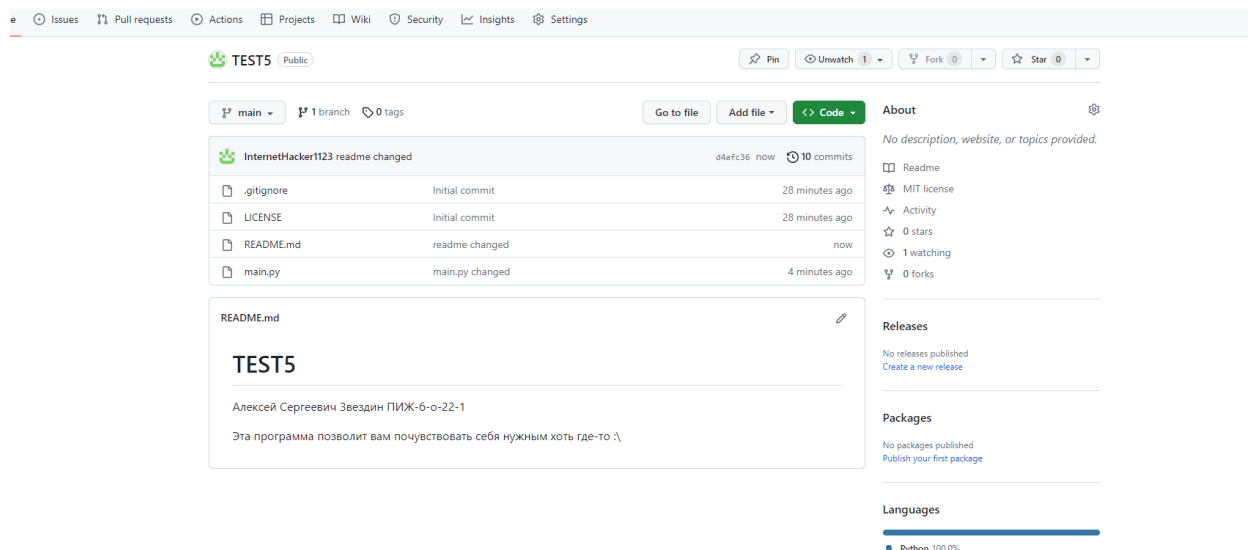 e Issues Pull requests Actions Projects Wiki Security Insights Settings
TEST5 Public Pin Unwatch 1 Fork 0 Star 0
main 1 branch 0 tags Go to file Add file <> Code
InternetHacker1123 readme changed d4afc36 now 10 commits
.gitignore Initial commit 28 minutes ago
LICENSE Initial commit 28 minutes ago
README.md readme changed now
main.py main.py changed 4 minutes ago
README.md
TEST5
Алексей Сергеевич Звездин ПИЖ-б-о-22-1
Эта программа позволит вам почувствовать себя нужным хоть где-то :\
About
No description, website, or topics provided.
Readme
MIT license
Activity
0 stars
1 watching
0 forks
Releases
No releases published
Create a new release
Packages
No packages published
Publish your first package
Languages
Python 100.0%